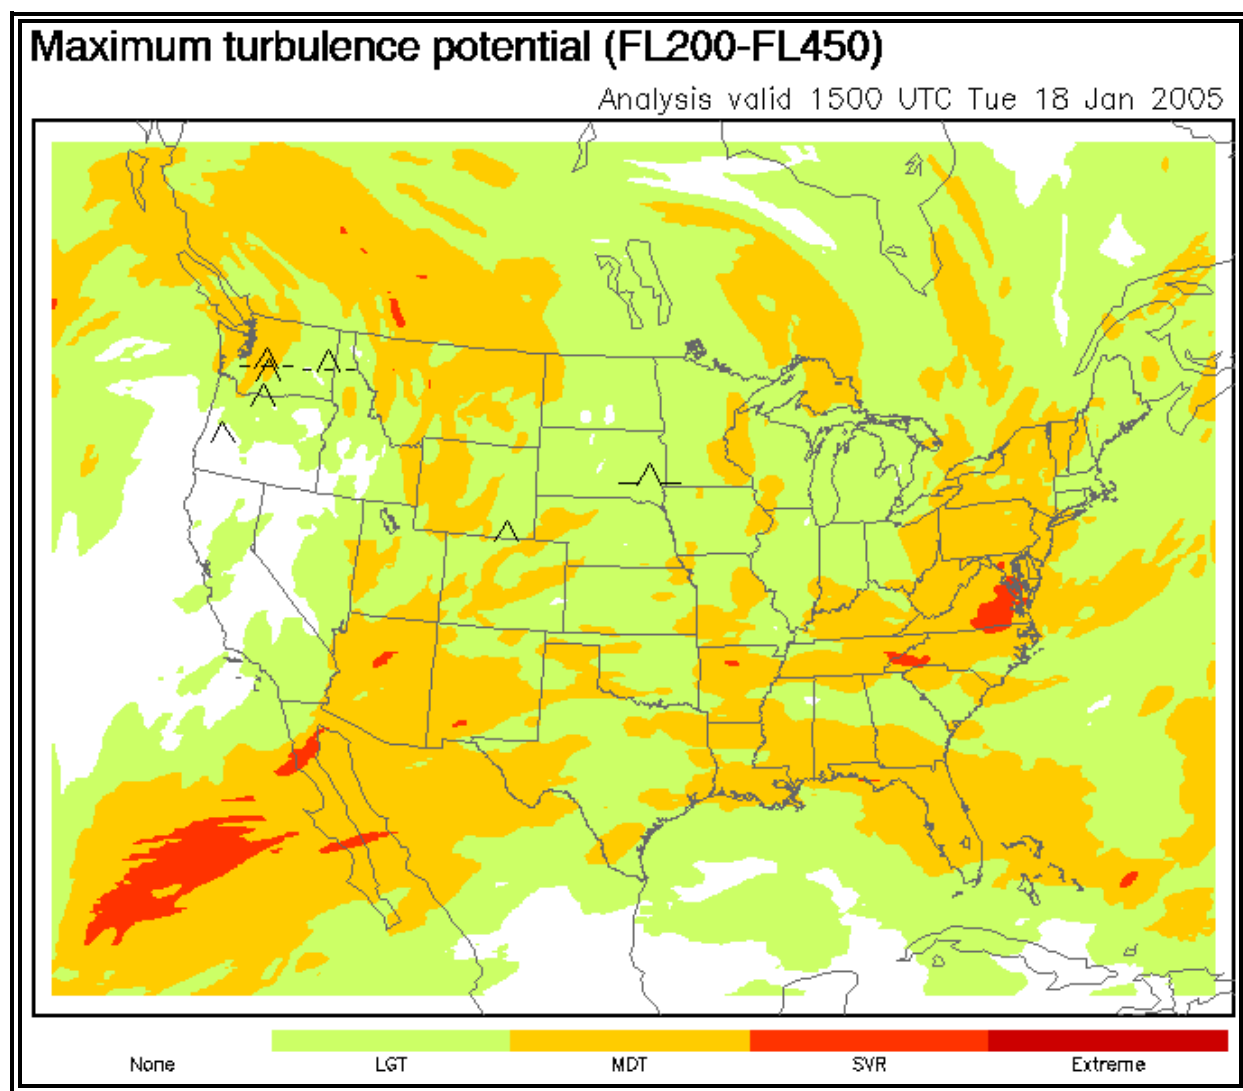 Maximum turbulence potential (FL200-FL450)
Analysis valid 1500 UTC Tue 18 Jan 2005
None LGT MDT SVR Extreme